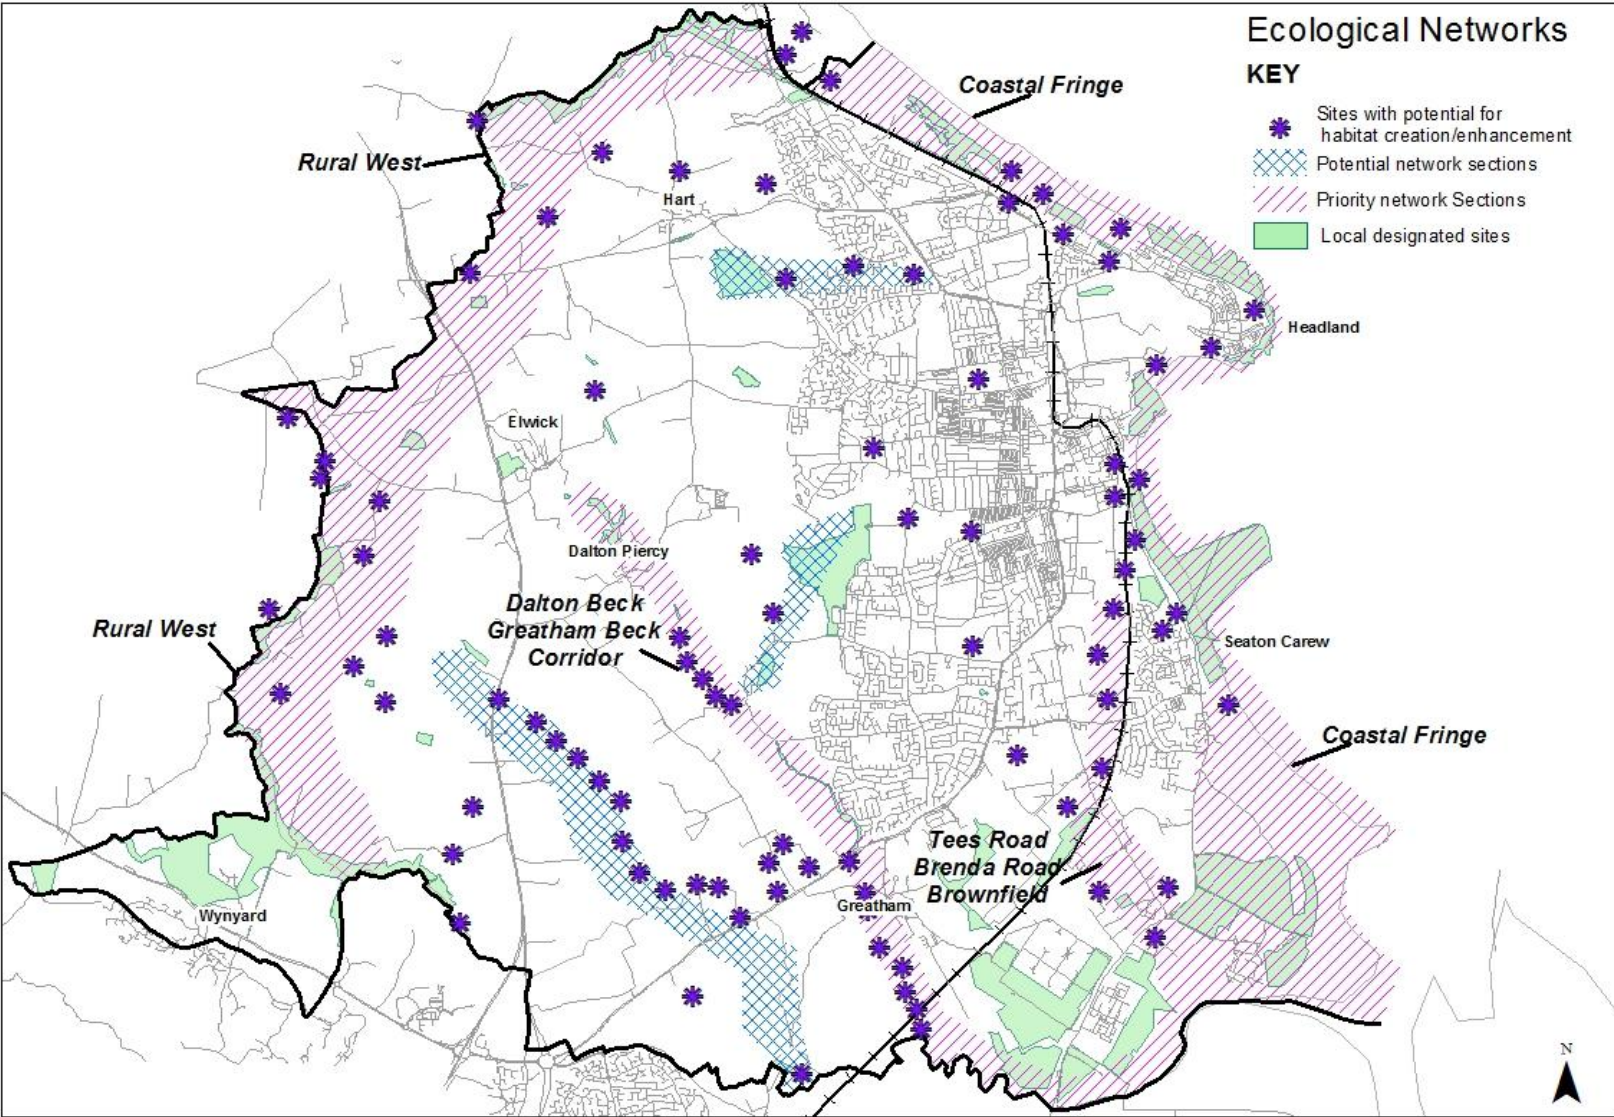 Ecological Networks
KEY
Sites with potential for
habitat creation/enhancement
Potential network sections
Priority network Sections
Local designated sites
Coastal Fringe
Rural West
Hart
Headland
Elwick
Dalton Piercy
Dalton Beck
Greatham Beck
Corridor
Rural West
Seaton Carew
Coastal Fringe
Tees Road
Brenda Road
Brownfield
Greatham
Wynyard
N